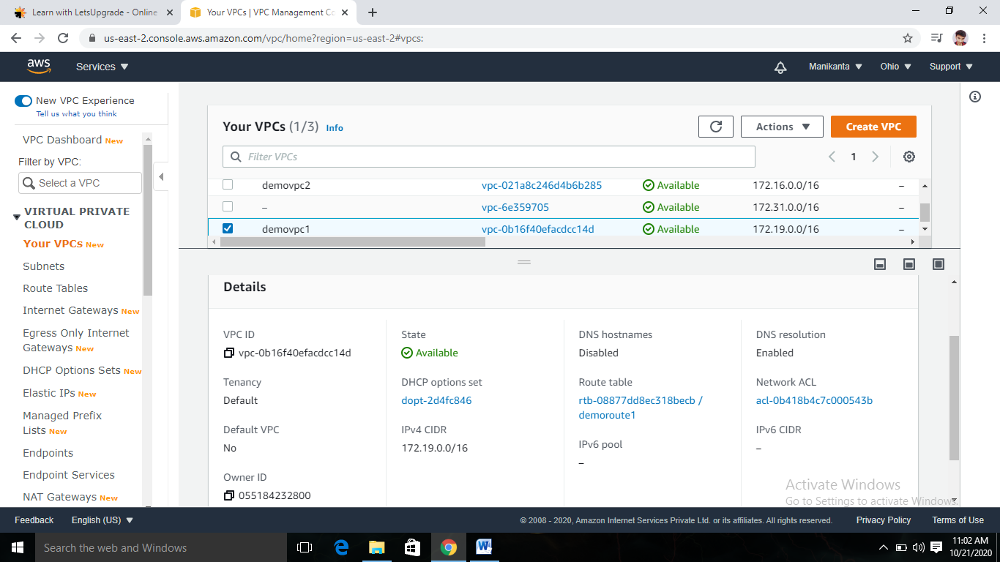 Learn with LetsUpgrade - Online
Your VPCs | VPC Management Co
us-east-2.console.aws.amazon.com/vpc/home?region=us-east-2#vpcs:
aws
Services
Manikanta
Ohio
Support
New VPC Experience
Tell us what you think
VPC Dashboard New
Filter by VPC:
Select a VPC
VIRTUAL PRIVATE
CLOUD
Your VPCs New
Subnets
Route Tables
Internet Gateways New
Egress Only Internet
Gateways New
DHCP Options Sets New
Elastic IPs New
Managed Prefix
Lists New
Endpoints
Endpoint Services
NAT Gateways New
Your VPCs (1/3) Info
Actions
Create VPC
Filter VPCs
1
demovpc2 vpc-021a8c246d4b6b285 Available 172.16.0.0/16 –
– vpc-6e359705 Available 172.31.0.0/16 –
demovpc1 vpc-0b16f40efacdcc14d Available 172.19.0.0/16 –
Details
VPC ID
vpc-0b16f40efacdcc14d
Tenancy
Default
Default VPC
No
Owner ID
055184232800
State
Available
DHCP options set
dopt-2d4fc846
IPv4 CIDR
172.19.0.0/16
DNS hostnames
Disabled
Route table
rtb-08877dd8ec318becb /
demoroute1
IPv6 pool
–
DNS resolution
Enabled
Network ACL
acl-0b418b4c7c000543b
IPv6 CIDR
–
Activate Windows
Go to Settings to activate Windows.
Feedback
English (US)
© 2008 - 2020, Amazon Internet Services Private Ltd. or its affiliates. All rights reserved.
Privacy Policy
Terms of Use
Search the web and Windows
11:02 AM
10/21/2020